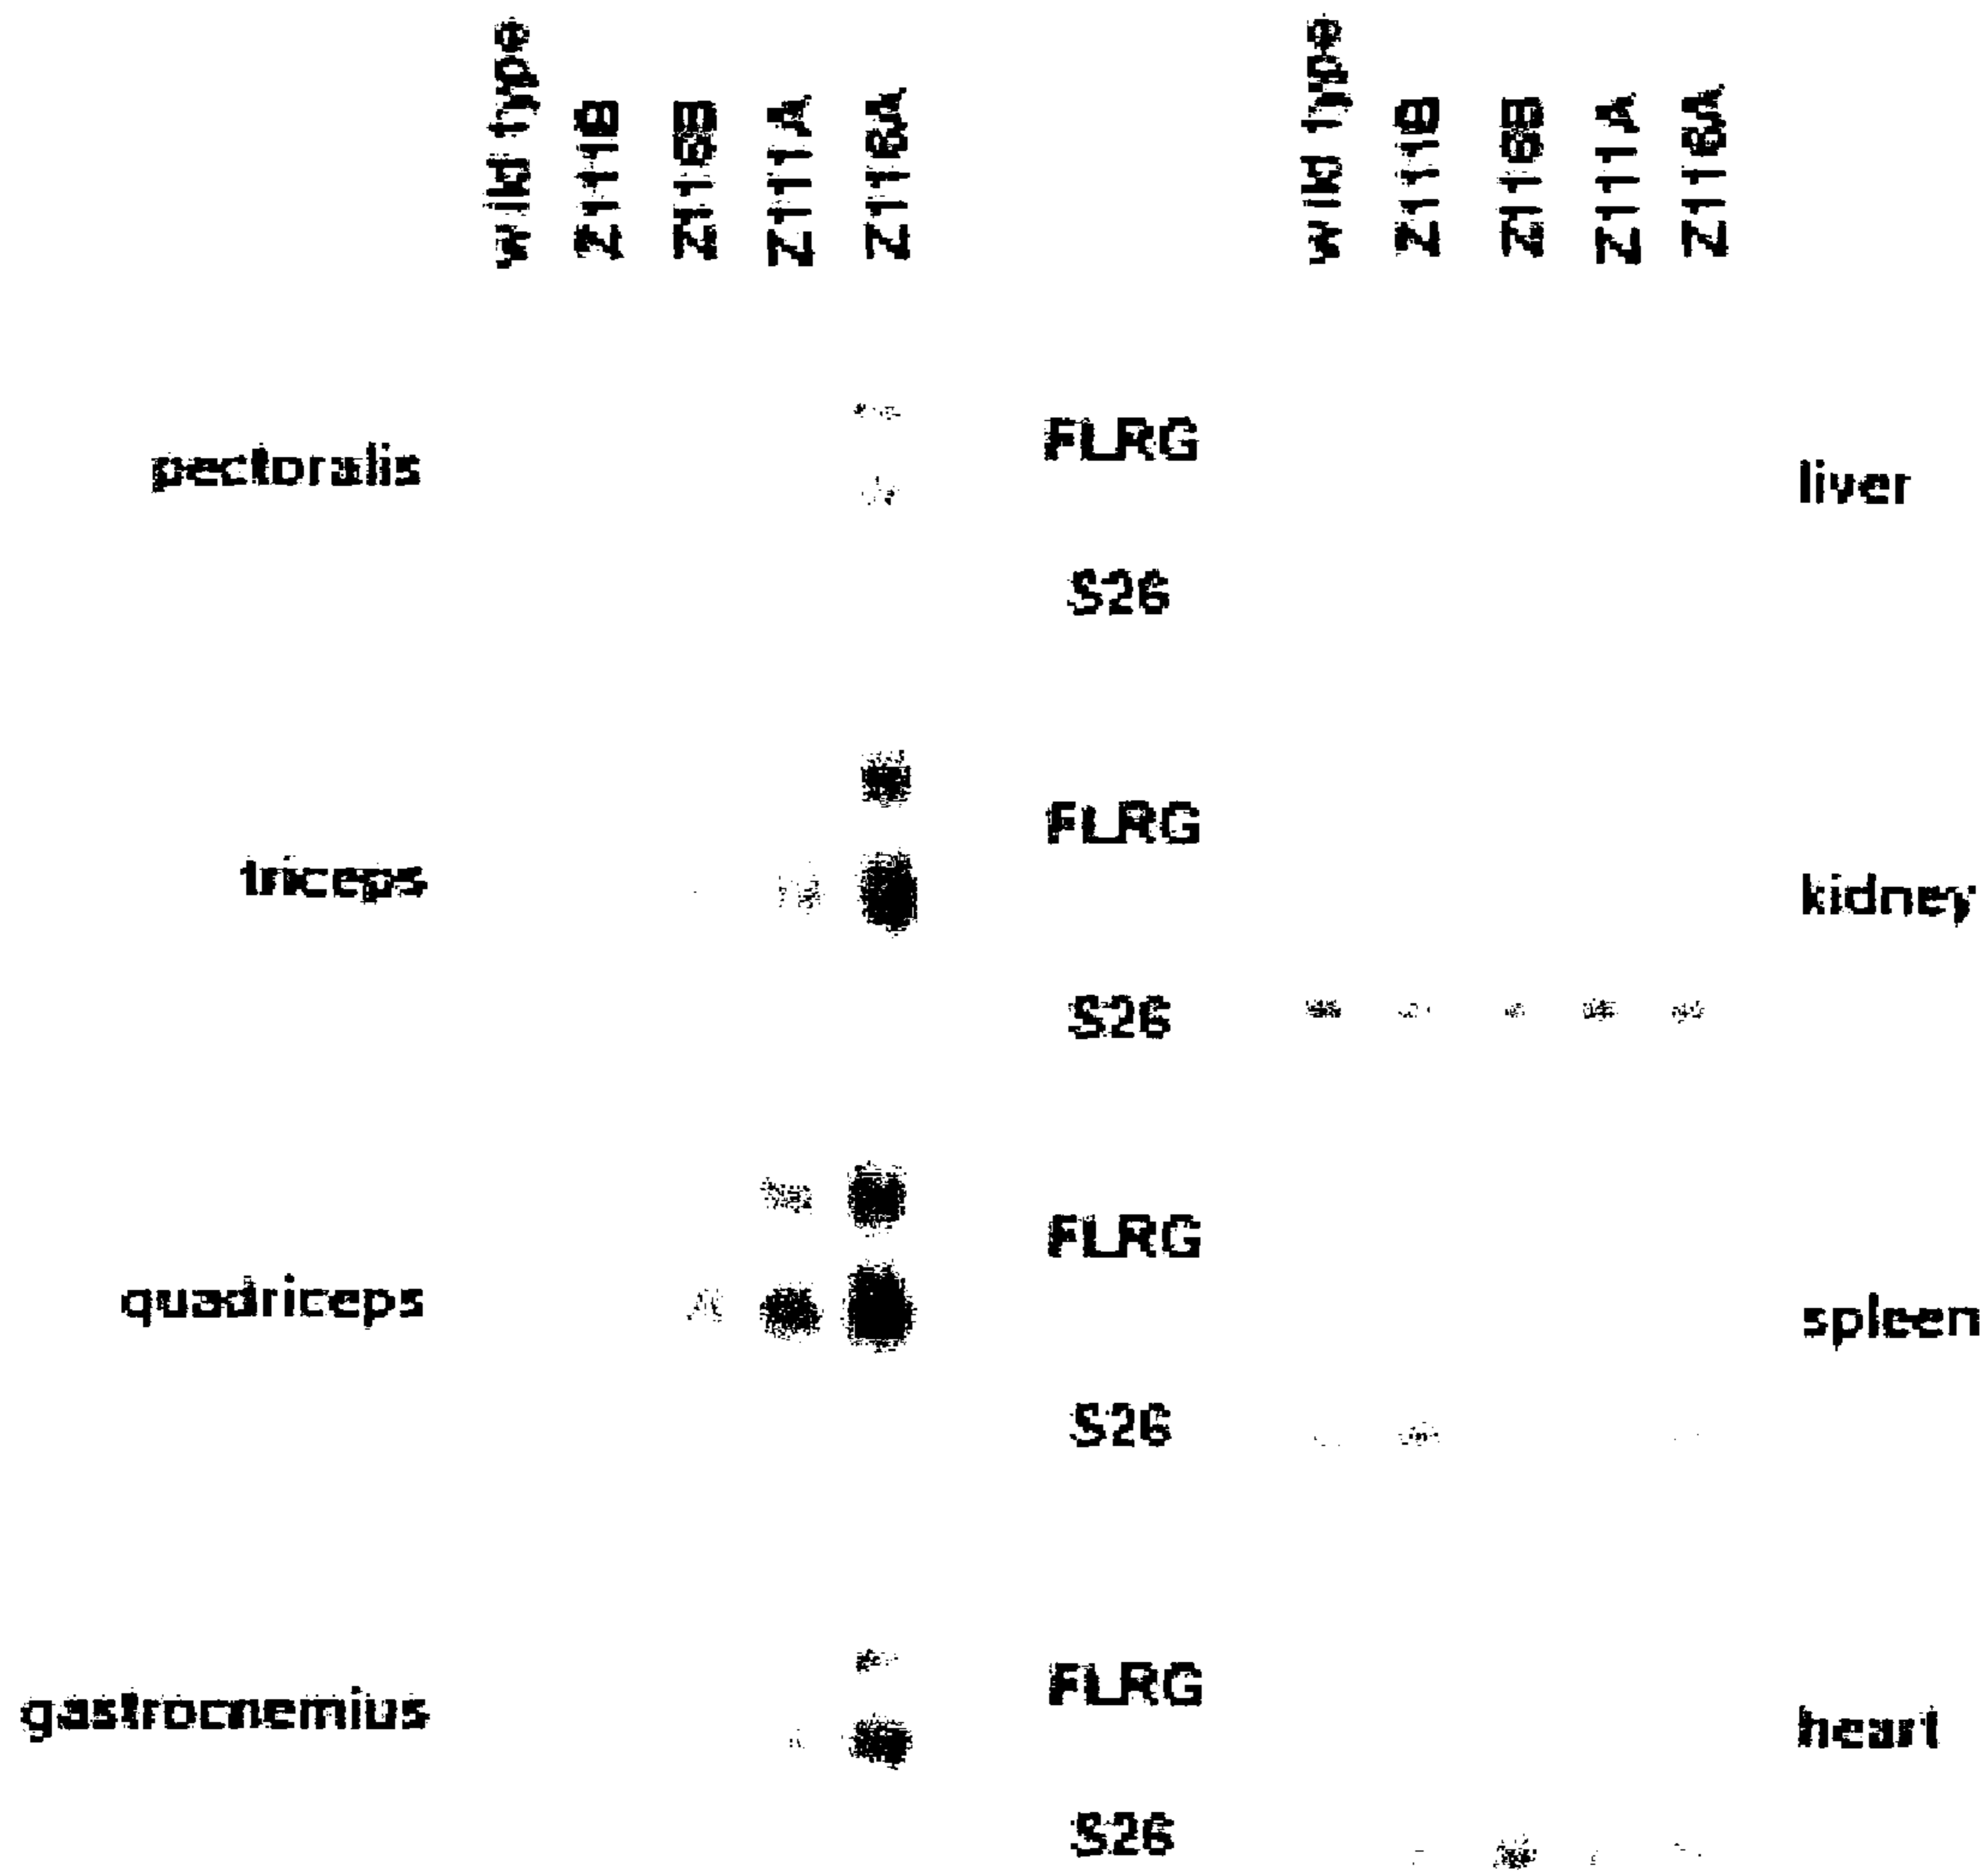 wild type Z111B Z116B Z111A Z116A wild type Z111B Z116B Z111A Z116A
pectoralis FLRG liver
S26
triceps FLRG kidney
S26
quadriceps FLRG spleen
S26
gastrocnemius FLRG heart
S26